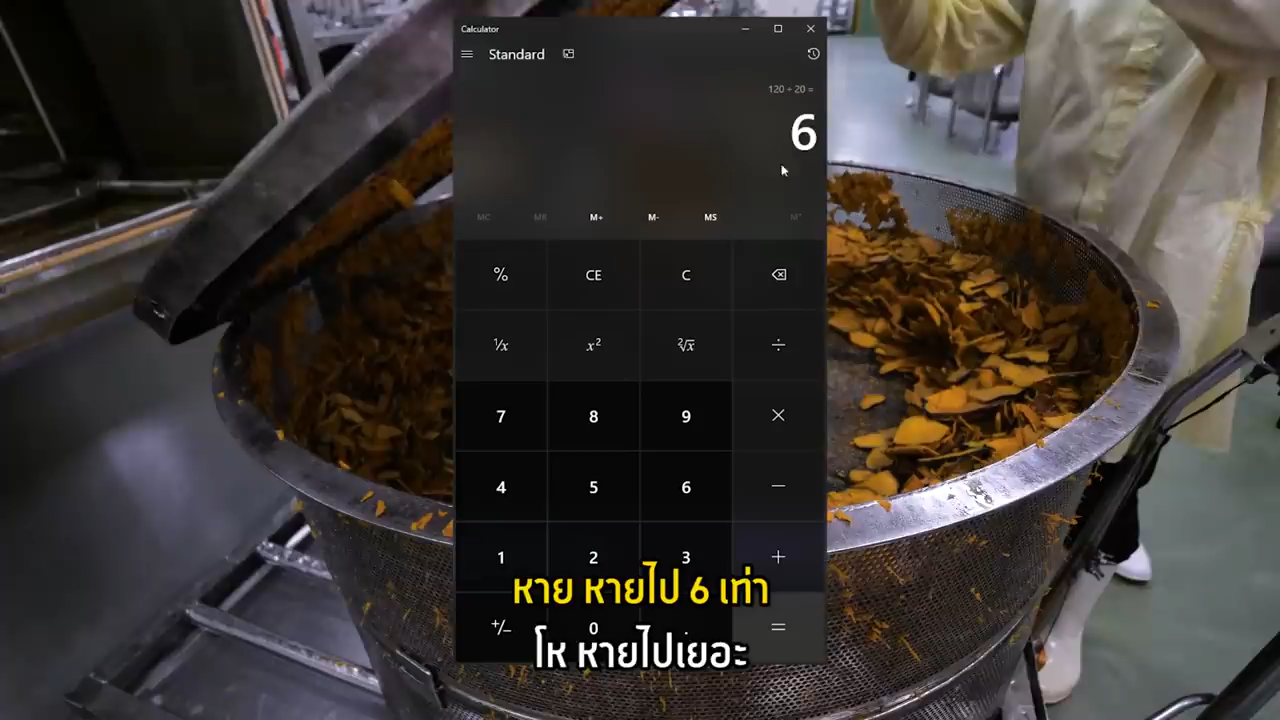 Calculator
Standard
120 ÷ 20 =
6
MC MR M+ M- MS M˅
% CE C
¹/x x² ²√x ÷
7 8 9 ×
4 5 6 −
1 2 3 +
+/− 0 . =
หาย หายไป 6 เท่า
โห หายไปเยอะ